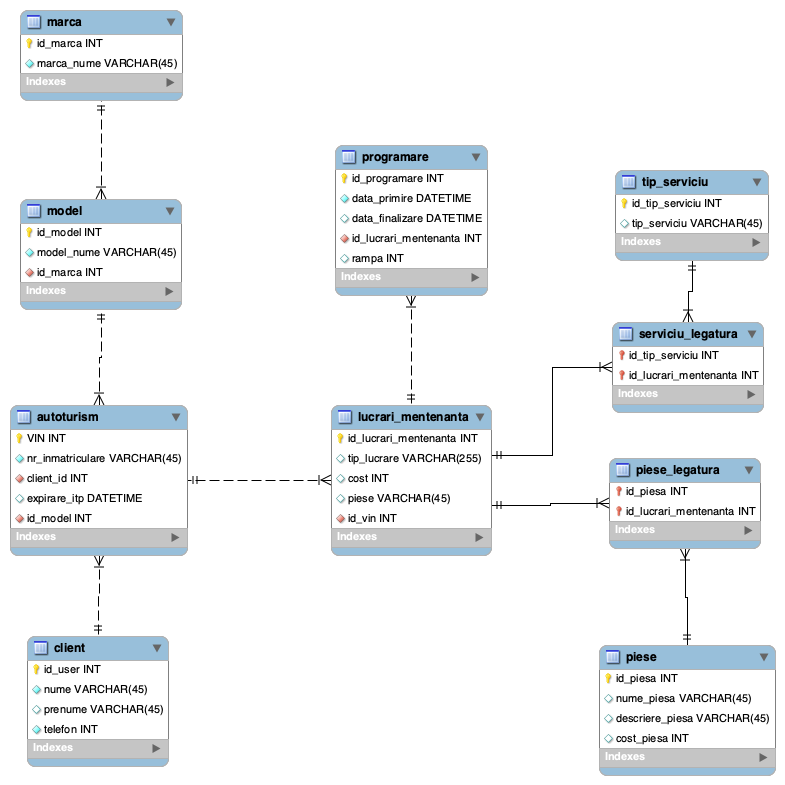 marca
id_marca INT
marca_nume VARCHAR(45)
Indexes
model
id_model INT
model_nume VARCHAR(45)
id_marca INT
Indexes
autoturism
VIN INT
nr_inmatriculare VARCHAR(45)
client_id INT
expirare_itp DATETIME
id_model INT
Indexes
client
id_user INT
nume VARCHAR(45)
prenume VARCHAR(45)
telefon INT
Indexes
programare
id_programare INT
data_primire DATETIME
data_finalizare DATETIME
id_lucrari_mentenanta INT
rampa INT
Indexes
lucrari_mentenanta
id_lucrari_mentenanta INT
tip_lucrare VARCHAR(255)
cost INT
piese VARCHAR(45)
id_vin INT
Indexes
tip_serviciu
id_tip_serviciu INT
tip_serviciu VARCHAR(45)
Indexes
serviciu_legatura
id_tip_serviciu INT
id_lucrari_mentenanta INT
Indexes
piese_legatura
id_piesa INT
id_lucrari_mentenanta INT
Indexes
piese
id_piesa INT
nume_piesa VARCHAR(45)
descriere_piesa VARCHAR(45)
cost_piesa INT
Indexes